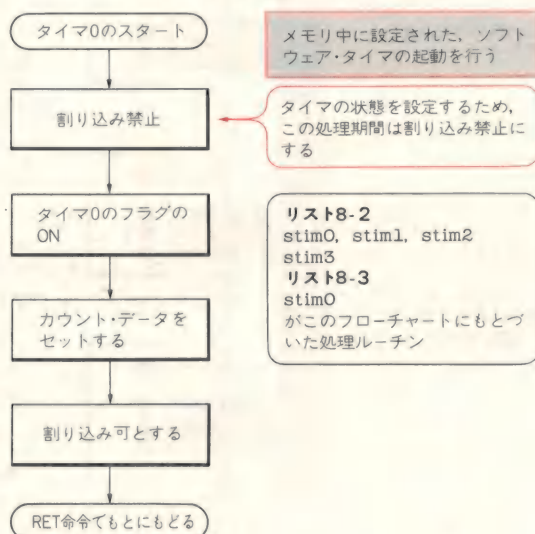 タイマ0のスタート
割り込み禁止
タイマ0のフラグの
ON
カウント・データを
セットする
割り込み可とする
RET命令でもとにもどる
メモリ中に設定された,ソフト
ウェア・タイマの起動を行う
タイマの状態を設定するため,
この処理期間は割り込み禁止に
する
リスト8-2
stim0, stim1, stim2
stim3
リスト8-3
stim0
がこのフローチャートにもとづ
いた処理ルーチン